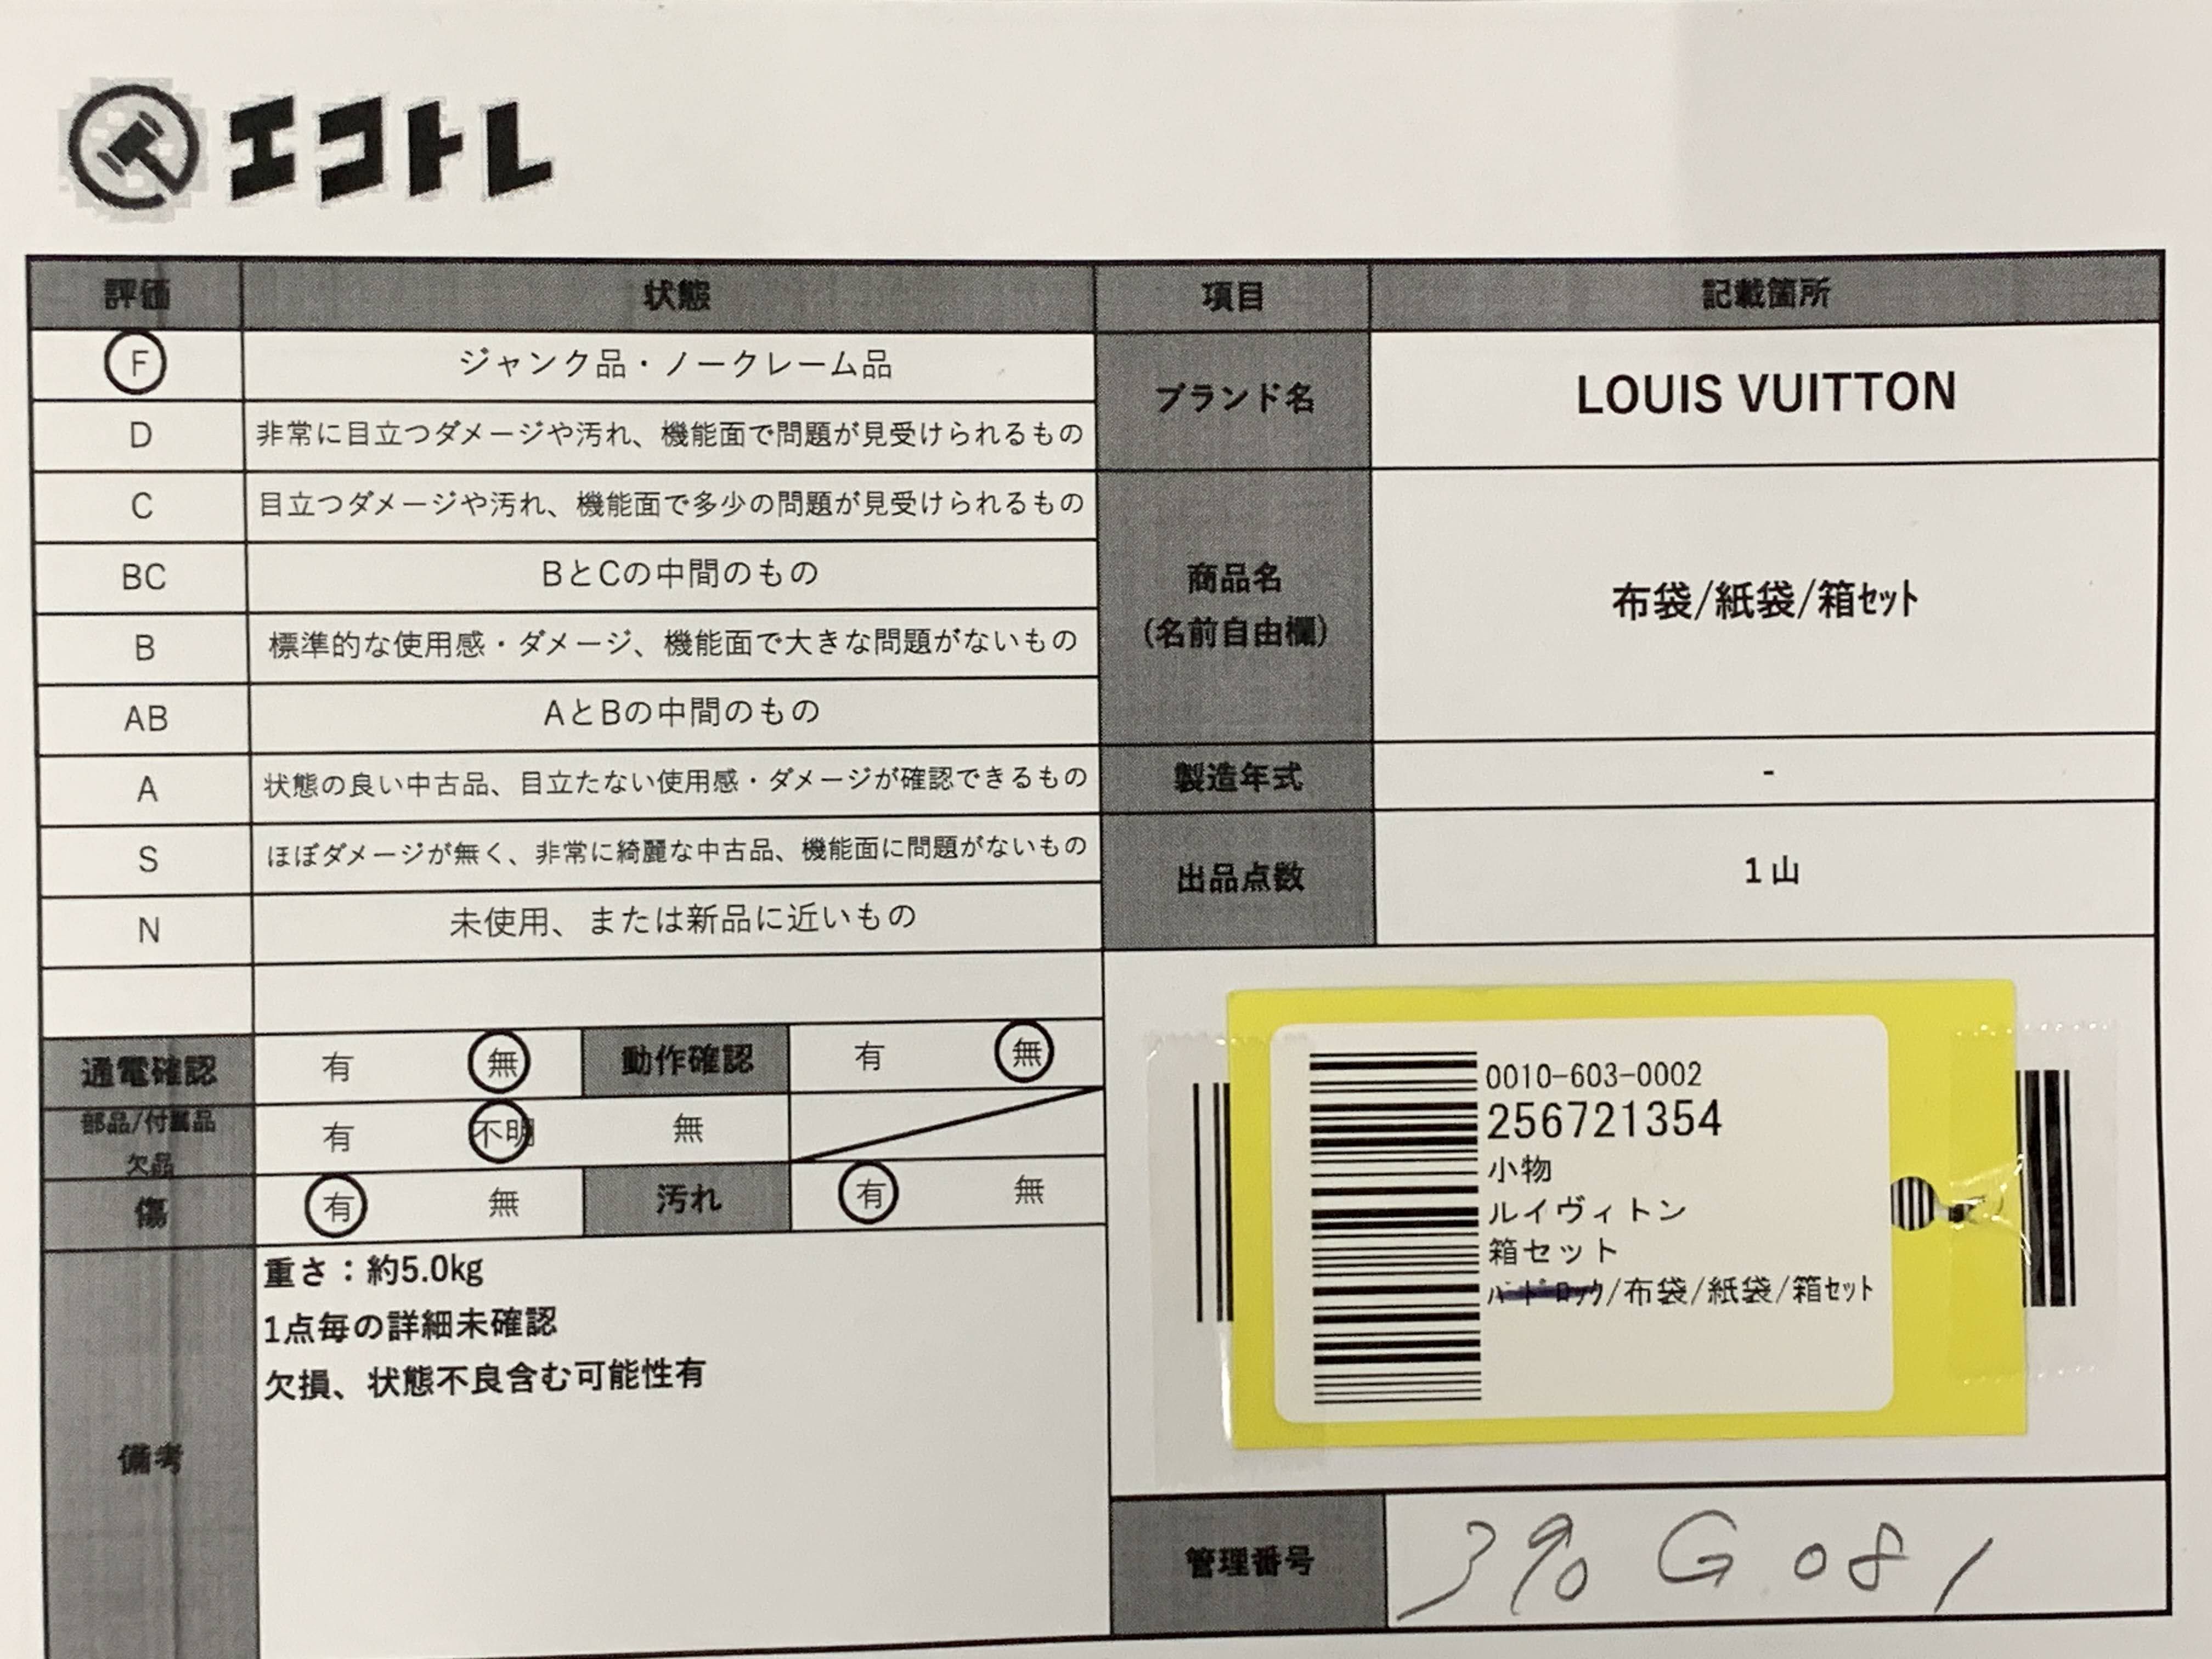 エコトレ
評価 状態 項目 記載箇所
F ジャンク品・ノークレーム品
D 非常に目立つダメージや汚れ、機能面で問題が見受けられるもの
C 目立つダメージや汚れ、機能面で多少の問題が見受けられるもの
BC BとCの中間のもの
B 標準的な使用感・ダメージ、機能面で大きな問題がないもの
AB AとBの中間のもの
A 状態の良い中古品、目立たない使用感・ダメージが確認できるもの
S ほぼダメージが無く、非常に綺麗な中古品、機能面に問題がないもの
N 未使用、または新品に近いもの
ブランド名 LOUIS VUITTON
商品名
(名前自由欄)
布袋/紙袋/箱ｾｯﾄ
製造年式 -
出品点数 1山
通電確認 有 無 動作確認 有 無
部品/付属品
欠品
有 不明 無
傷 有 無 汚れ 有 無
備考
重さ：約5.0kg
1点毎の詳細未確認
欠損、状態不良含む可能性有
0010-603-0002
256721354
小物
ルイヴィトン
箱セット
/布袋/紙袋/箱ｾｯﾄ
管理番号 G 081